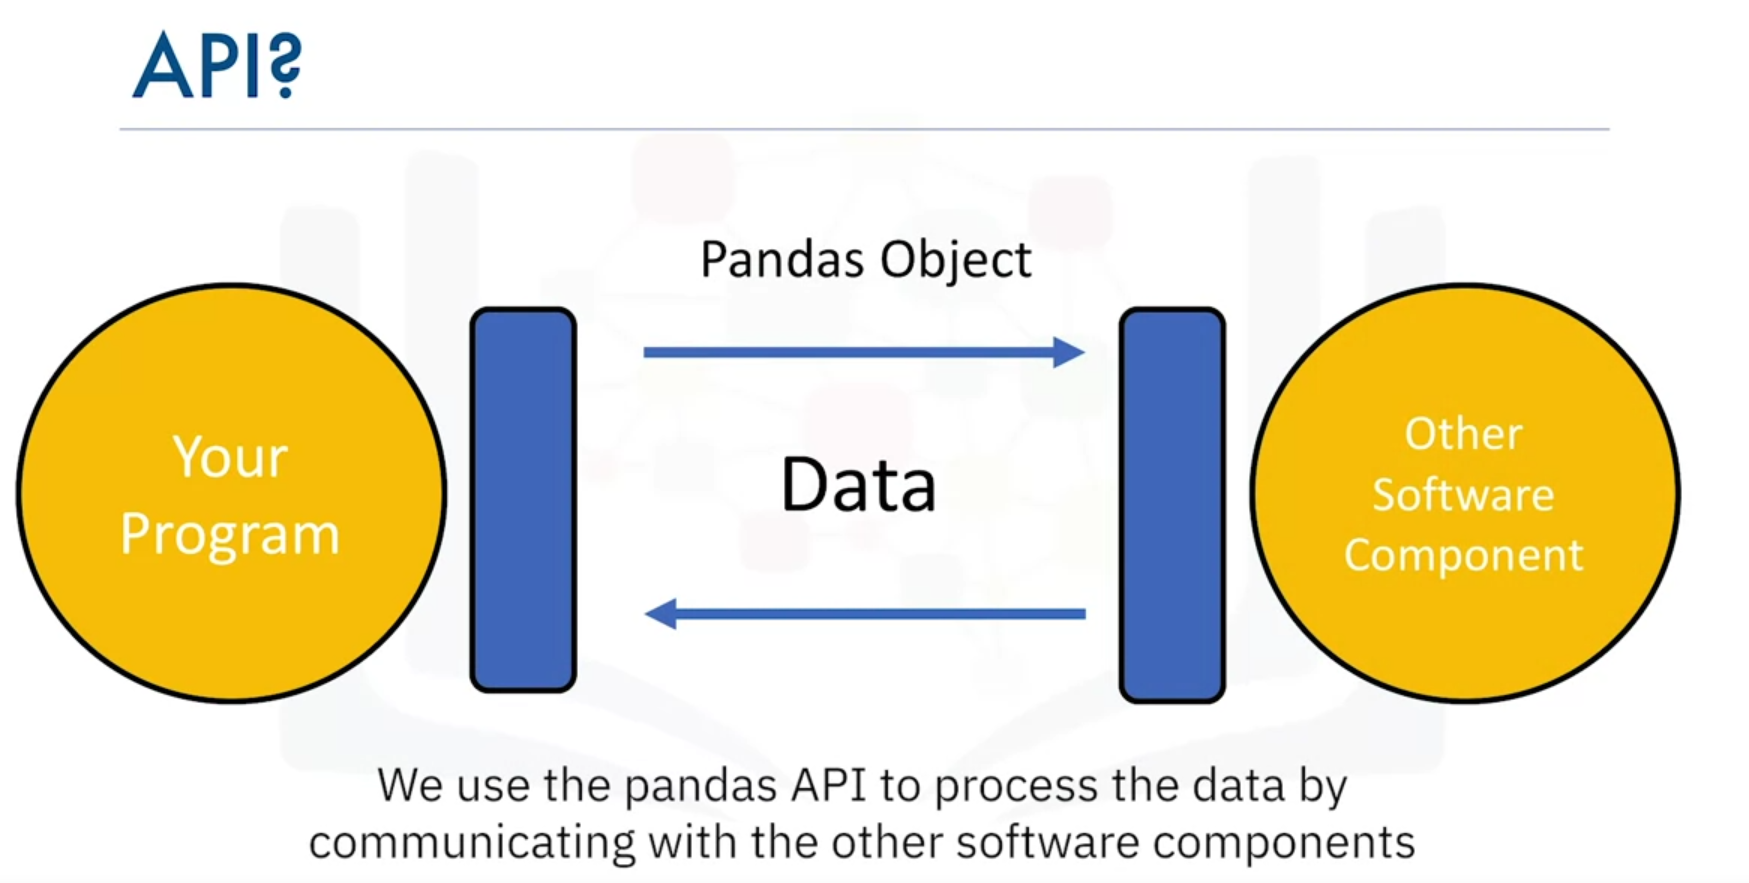 API?
Pandas Object
Your
Program
Data
Other
Software
Component
We use the pandas API to process the data by
communicating with the other software components